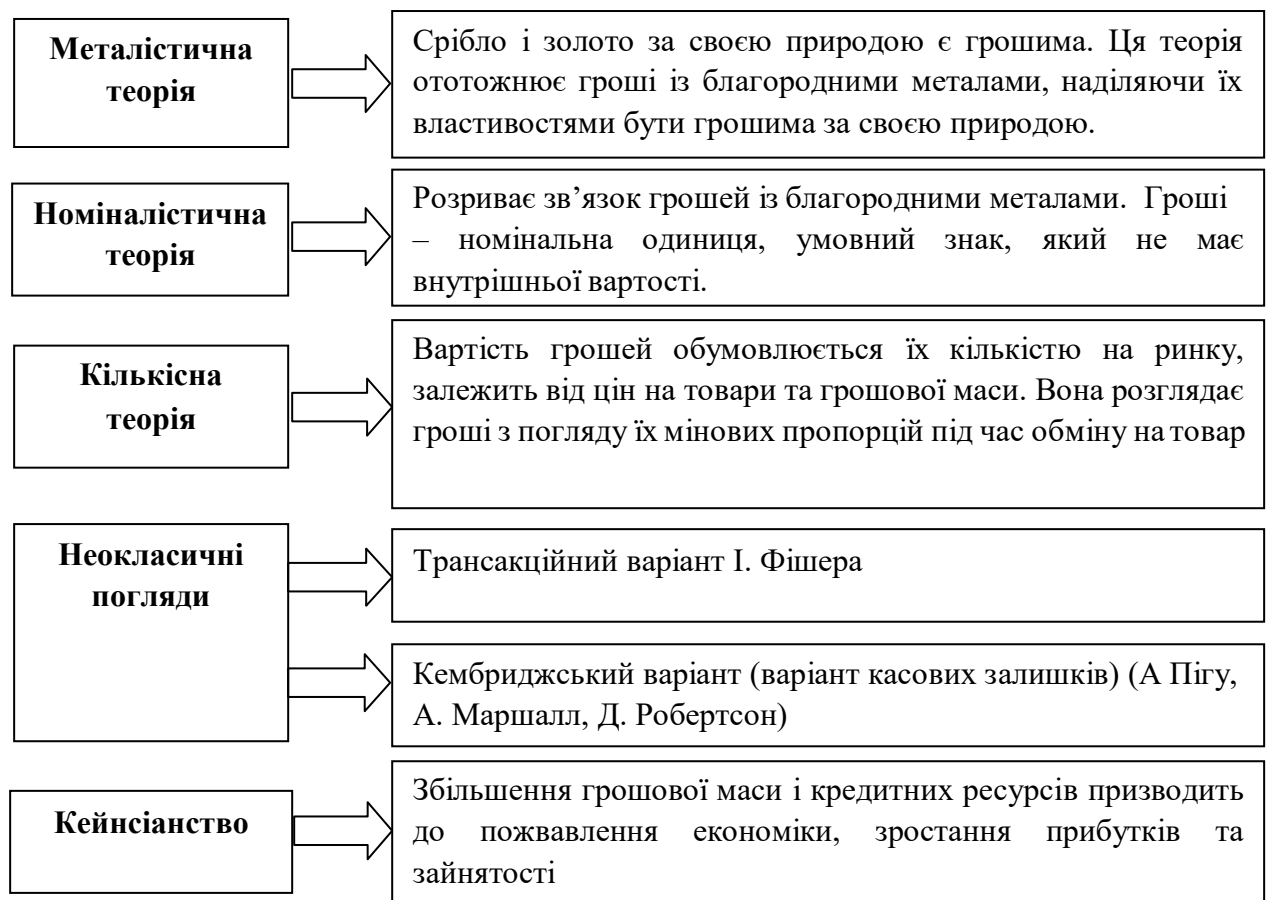 Металістична
теорія
Срібло і золото за своєю природою є грошима. Ця теорія
ототожнює гроші із благородними металами, наділяючи їх
властивостями бути грошима за своєю природою.
Номіналістична
теорія
Розриває зв’язок грошей із благородними металами. Гроші
– номінальна одиниця, умовний знак, який не має
внутрішньої вартості.
Кількісна
теорія
Вартість грошей обумовлюється їх кількістю на ринку,
залежить від цін на товари та грошової маси. Вона розглядає
гроші з погляду їх мінових пропорцій під час обміну на товар
Неокласичні
погляди
Трансакційний варіант І. Фішера
Кембриджський варіант (варіант касових залишків) (А Пігу,
А. Маршалл, Д. Робертсон)
Кейнсіанство
Збільшення грошової маси і кредитних ресурсів призводить
до пожвавлення економіки, зростання прибутків та
зайнятості